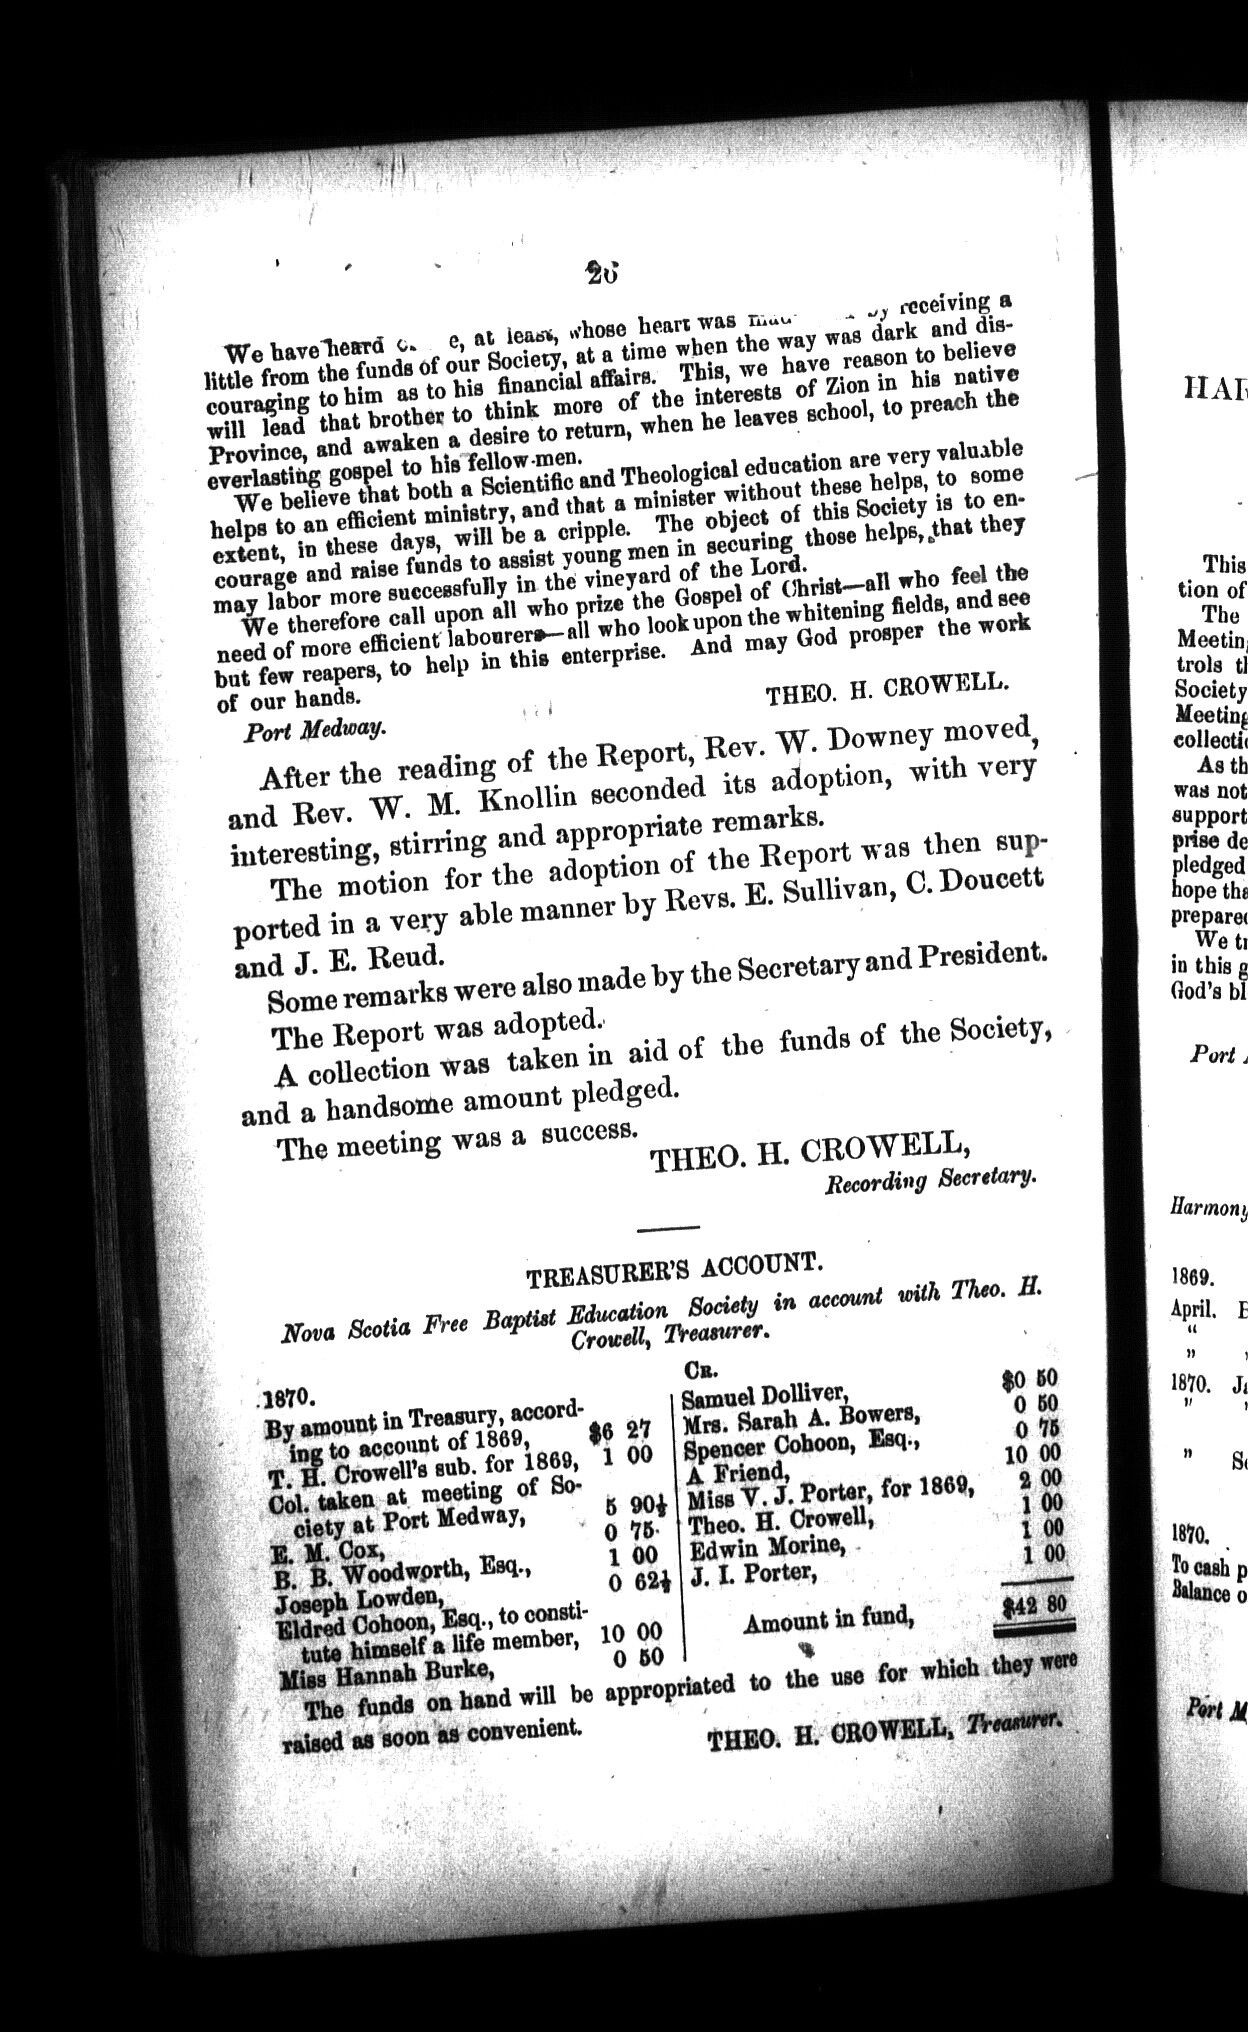 26
We have heard of e, at least, whose heart was by receiving a
little from the funds of our Society, at a time when the way was dark and dis-
couraging to him as to his financial affairs. This, we have reason to believe
will lead that brother to think more of the interests of Zion in his native
Province, and awaken a desire to return, when he leaves school, to preach the
everlasting gospel to his fellow-men.
We believe that both a Scientific and Theological education are very valuable
helps to an efficient ministry, and that a minister without these helps, to some
extent, in these days, will be a cripple. The object of this Society is to en-
courage and raise funds to assist young men in securing those helps, that they
may labor more successfully in the vineyard of the Lord.
We therefore call upon all who prize the Gospel of Christ—all who feel the
need of more efficient labourers—all who look upon the whitening fields, and see
but few reapers, to help in this enterprise. And may God prosper the work
of our hands.
THEO. H. CROWELL.
Port Medway.
After the reading of the Report, Rev. W. Downey moved,
and Rev. W. M. Knollin seconded its adoption, with very
interesting, stirring and appropriate remarks.
The motion for the adoption of the Report was then sup-
ported in a very able manner by Revs. E. Sullivan, C. Doucett
and J. E. Reud.
Some remarks were also made by the Secretary and President.
The Report was adopted.
A collection was taken in aid of the funds of the Society,
and a handsome amount pledged.
The meeting was a success.
THEO. H. CROWELL,
Recording Secretary.
TREASURER'S ACCOUNT.
Nova Scotia Free Baptist Education Society in account with Theo. H.
Crowell, Treasurer.
CR.
1870.
By amount in Treasury, accord-
ing to account of 1869, $6 27
T. H. Crowell's sub. for 1869, 1 00
Col. taken at meeting of So-
ciety at Port Medway, 5 90½
E. M. Cox, 0 75
B. B. Woodworth, Esq., 1 00
Joseph Lowden, 0 62½
Eldred Cohoon, Esq., to consti-
tute himself a life member, 10 00
Miss Hannah Burke, 0 50
Samuel Dolliver, $0 50
Mrs. Sarah A. Bowers, 0 50
Spencer Cohoon, Esq., 0 75
A Friend, 10 00
Miss V. J. Porter, for 1869, 2 00
Theo. H. Crowell, 1 00
Edwin Morine, 1 00
J. I. Porter, 1 00
Amount in fund, $42 80
The funds on hand will be appropriated to the use for which they were
raised as soon as convenient.
THEO. H. CROWELL, Treasurer.
HAR
This
tion of
The
Meeting
trols th
Society
Meeting
collectio
As th
was not
support
prise de
pledged
hope tha
prepared
We tr
in this g
God's bl
Port
Harmony
1869.
April.
"
"
1870. Ja
"
" Se
1870.
To cash p
Balance o
Port M